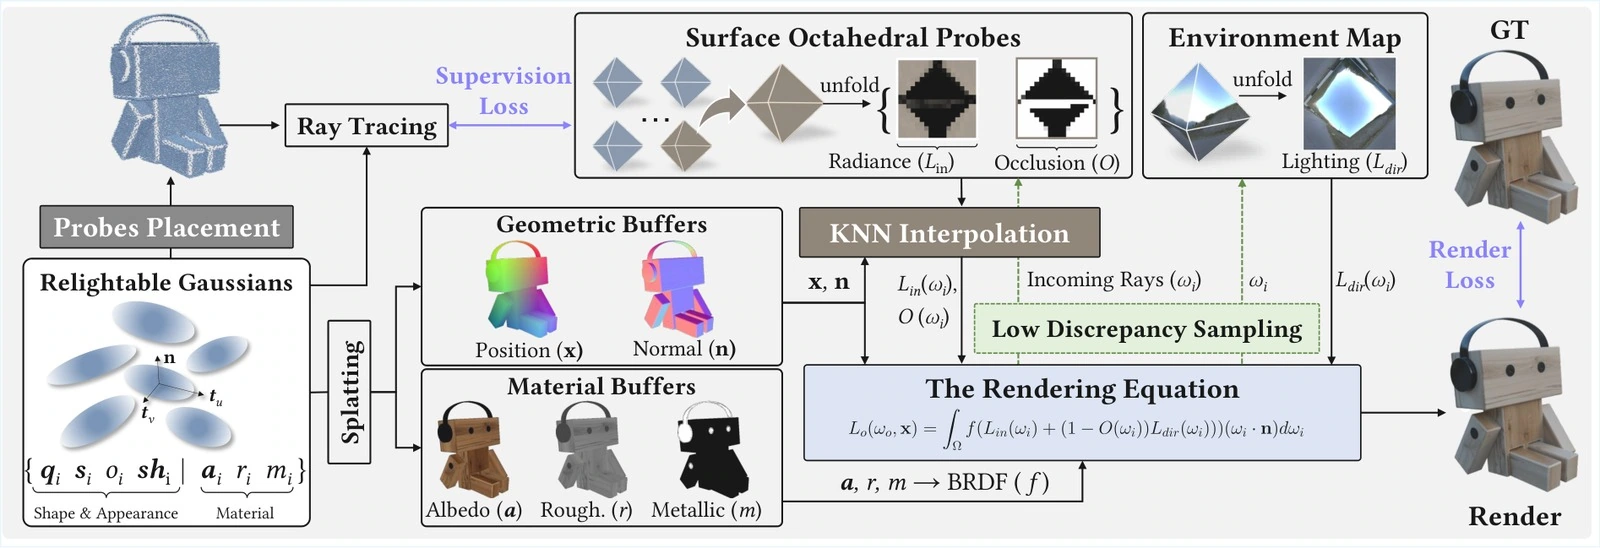 Supervision
Loss
Ray Tracing
Probes Placement
Relightable Gaussians
n
t_u
t_v
{ q_i s_i o_i sh_i | a_i r_i m_i }
Shape & Appearance
Material
Splatting
Surface Octahedral Probes
...
unfold
{ }
Radiance (L_in)
Occlusion (O)
Environment Map
unfold
Lighting (L_dir)
GT
Geometric Buffers
Position (x)
Normal (n)
Material Buffers
Albedo (a)
Rough. (r)
Metallic (m)
KNN Interpolation
x, n
L_in(ω_i),
O (ω_i)
Incoming Rays (ω_i)
ω_i
L_dir(ω_i)
Low Discrepancy Sampling
The Rendering Equation
L_o(ω_o, x) = ∫_Ω f(L_in(ω_i) + (1 − O(ω_i))L_dir(ω_i)))(ω_i · n)dω_i
a, r, m → BRDF ( f )
Render
Loss
Render